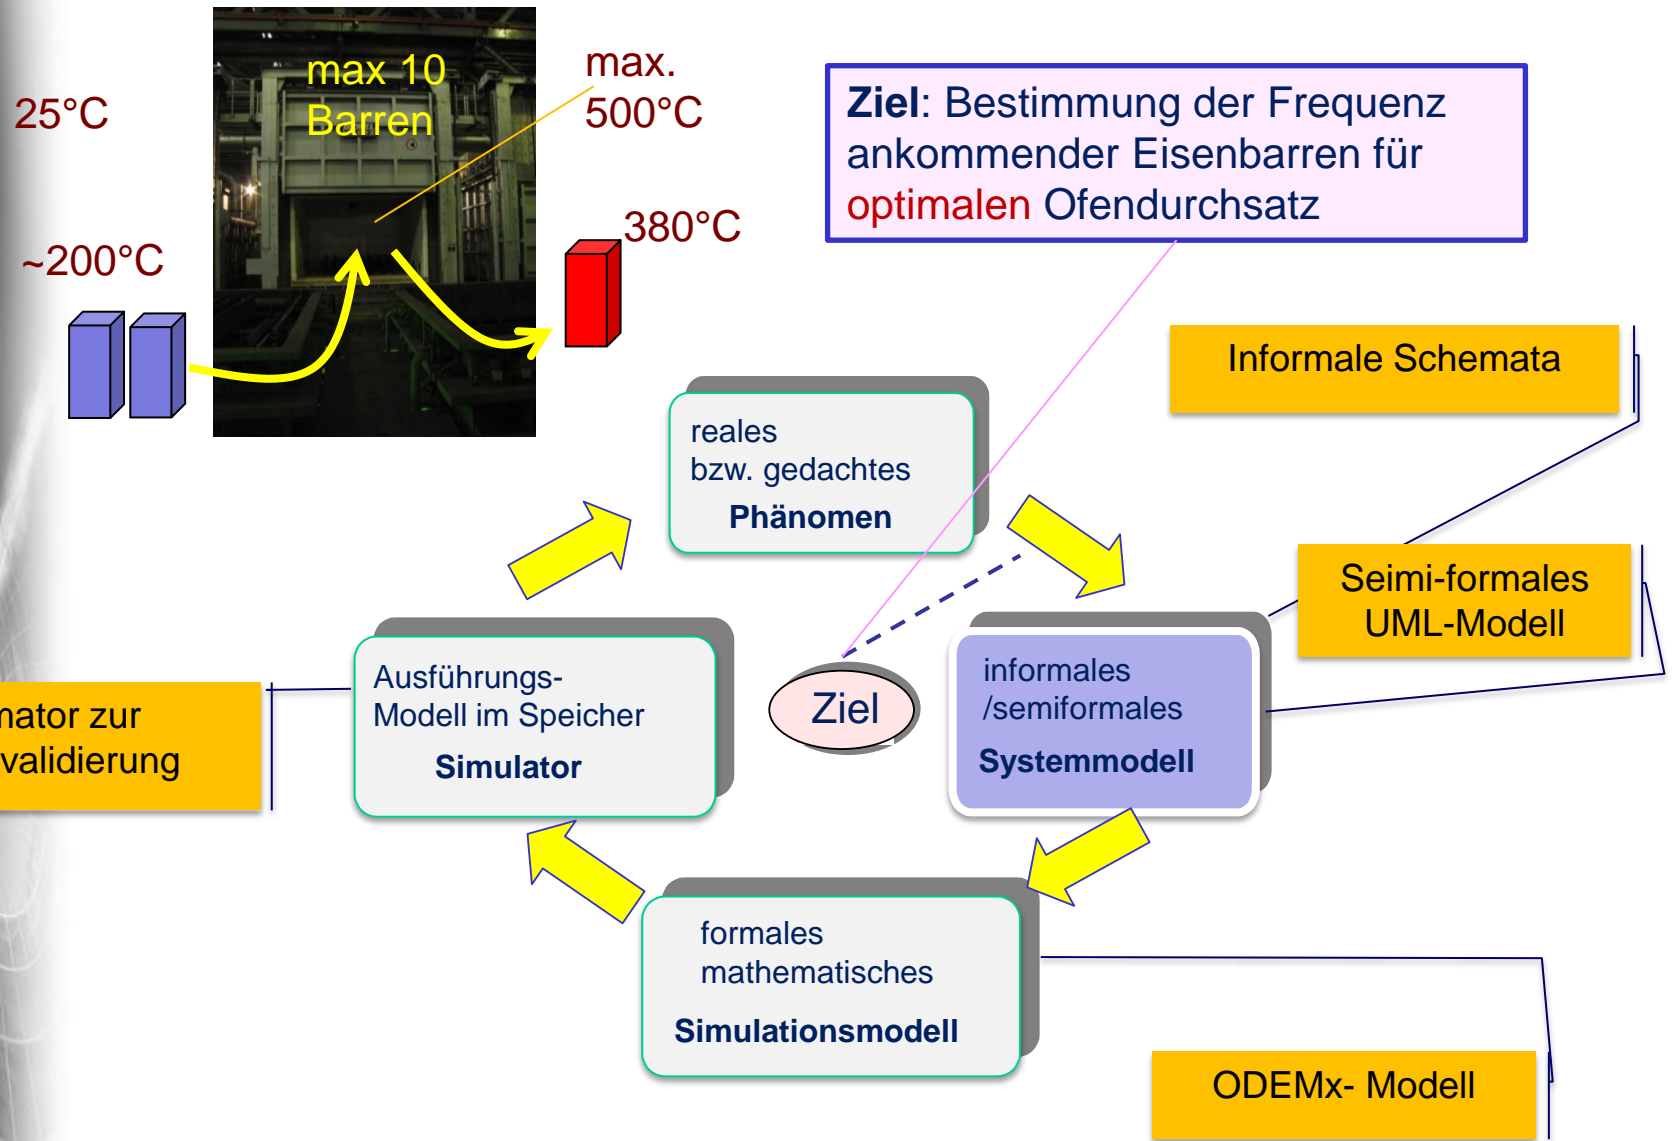 25°C
max 10
Barren
max.
500°C
~200°C
380°C
Ziel: Bestimmung der Frequenz
ankommender Eisenbarren für
optimalen Ofendurchsatz
Informale Schemata
reales
bzw. gedachtes
Phänomen
Seimi-formales
UML-Modell
Ausführungs-
Modell im Speicher
Simulator
Ziel
informales
/semiformales
Systemmodell
zur
validierung
formales
mathematisches
Simulationsmodell
ODEMx- Modell